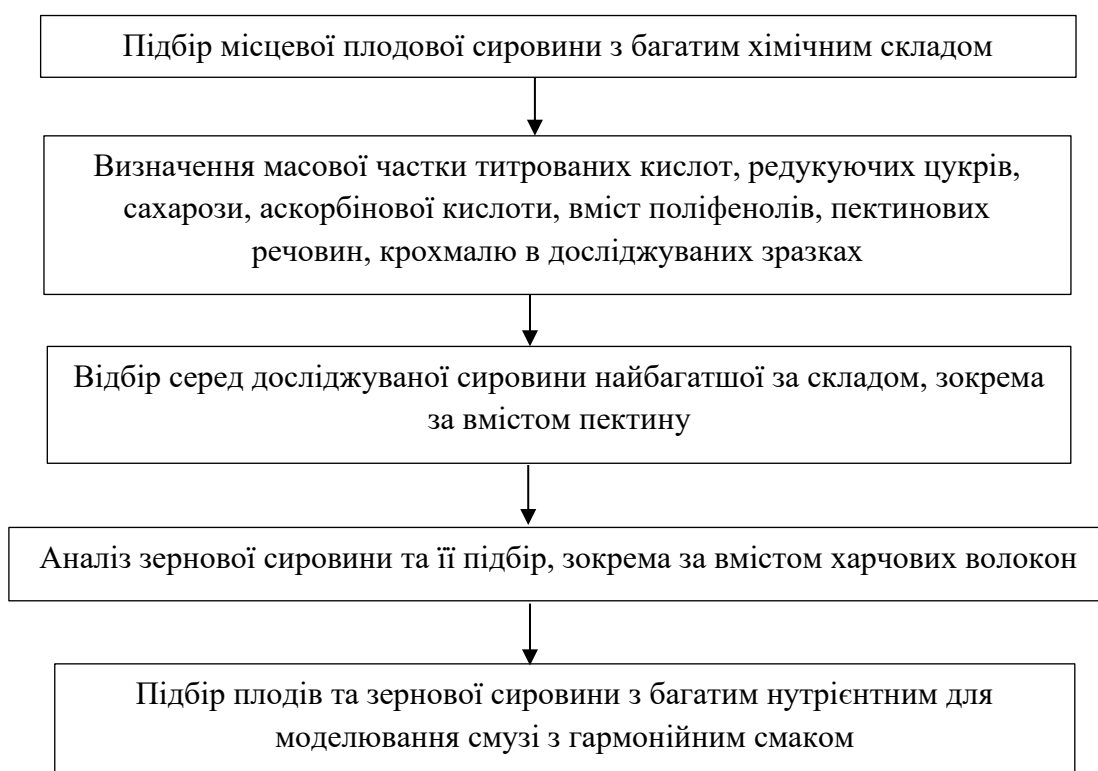 Підбір місцевої плодової сировини з багатим хімічним складом
Визначення масової частки титрованих кислот, редукуючих цукрів,
сахарози, аскорбінової кислоти, вміст поліфенолів, пектинових
речовин, крохмалю в досліджуваних зразках
Відбір серед досліджуваної сировини найбагатшої за складом, зокрема
за вмістом пектину
Аналіз зернової сировини та її підбір, зокрема за вмістом харчових волокон
Підбір плодів та зернової сировини з багатим нутрієнтним для
моделювання смузі з гармонійним смаком